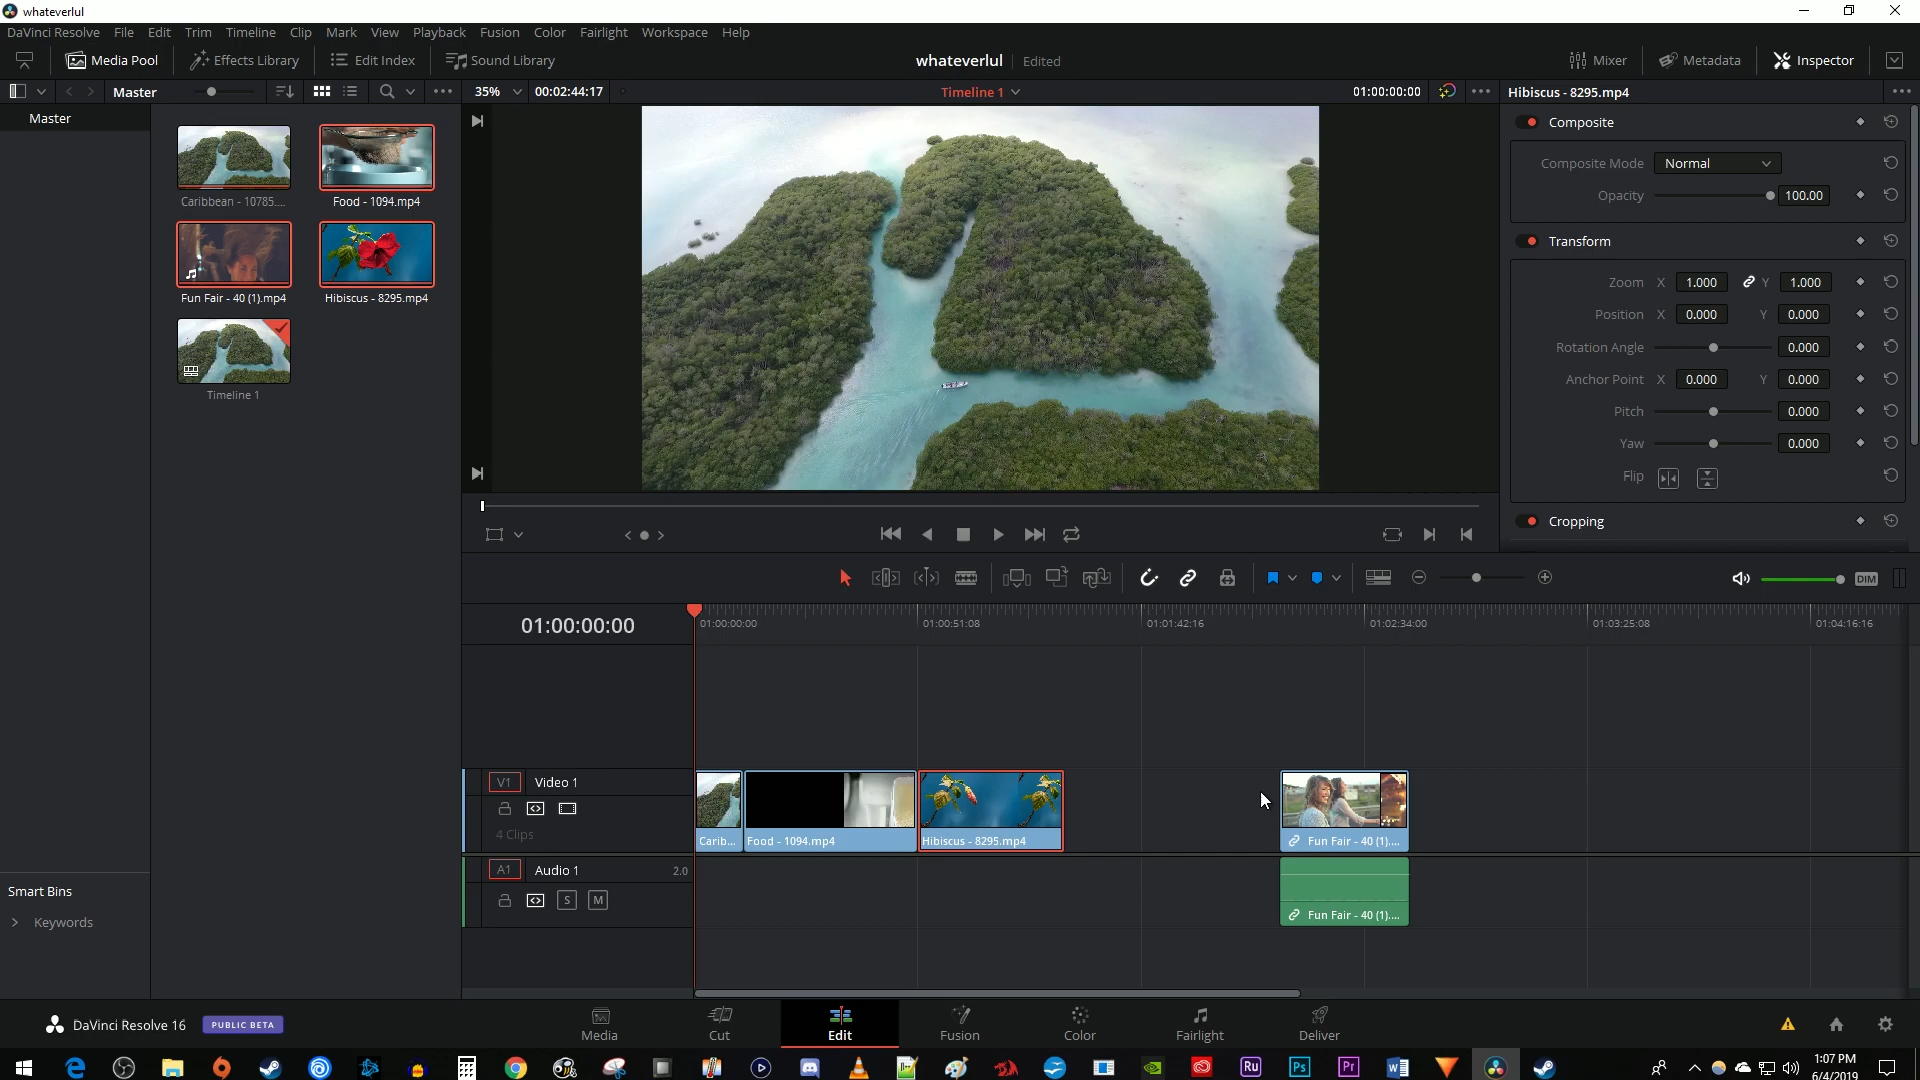 whateverlul
DaVinci Resolve File Edit Trim Timeline Clip Mark View Playback Fusion Color Fairlight Workspace Help
Media Pool Effects Library Edit Index Sound Library whateverlul Edited Mixer Metadata Inspector
Master 35% 00:02:44:17 Timeline 1 01:00:00:00 Hibiscus - 8295.mp4
Master
Composite
Composite Mode Normal
Opacity 100.00
Caribbean - 10785.... Food - 1094.mp4
Transform
Zoom X 1.000 Y 1.000
Fun Fair - 40 (1).mp4 Hibiscus - 8295.mp4
Position X 0.000 Y 0.000
Rotation Angle 0.000
Anchor Point X 0.000 Y 0.000
Timeline 1
Pitch 0.000
Yaw 0.000
Flip
Cropping
DIM
01:00:00:00 01:00:00:00 01:00:51:08 01:01:42:16 01:02:34:00 01:03:25:08 01:04:16:16
V1 Video 1
4 Clips
Carib... Food - 1094.mp4 Hibiscus - 8295.mp4 Fun Fair - 40 (1)....
A1 Audio 1 2.0
S M
Fun Fair - 40 (1)....
Smart Bins
Keywords
DaVinci Resolve 16 PUBLIC BETA
Media Cut Edit Fusion Color Fairlight Deliver
Ru Ps Pr W
1:07 PM
6/4/2019